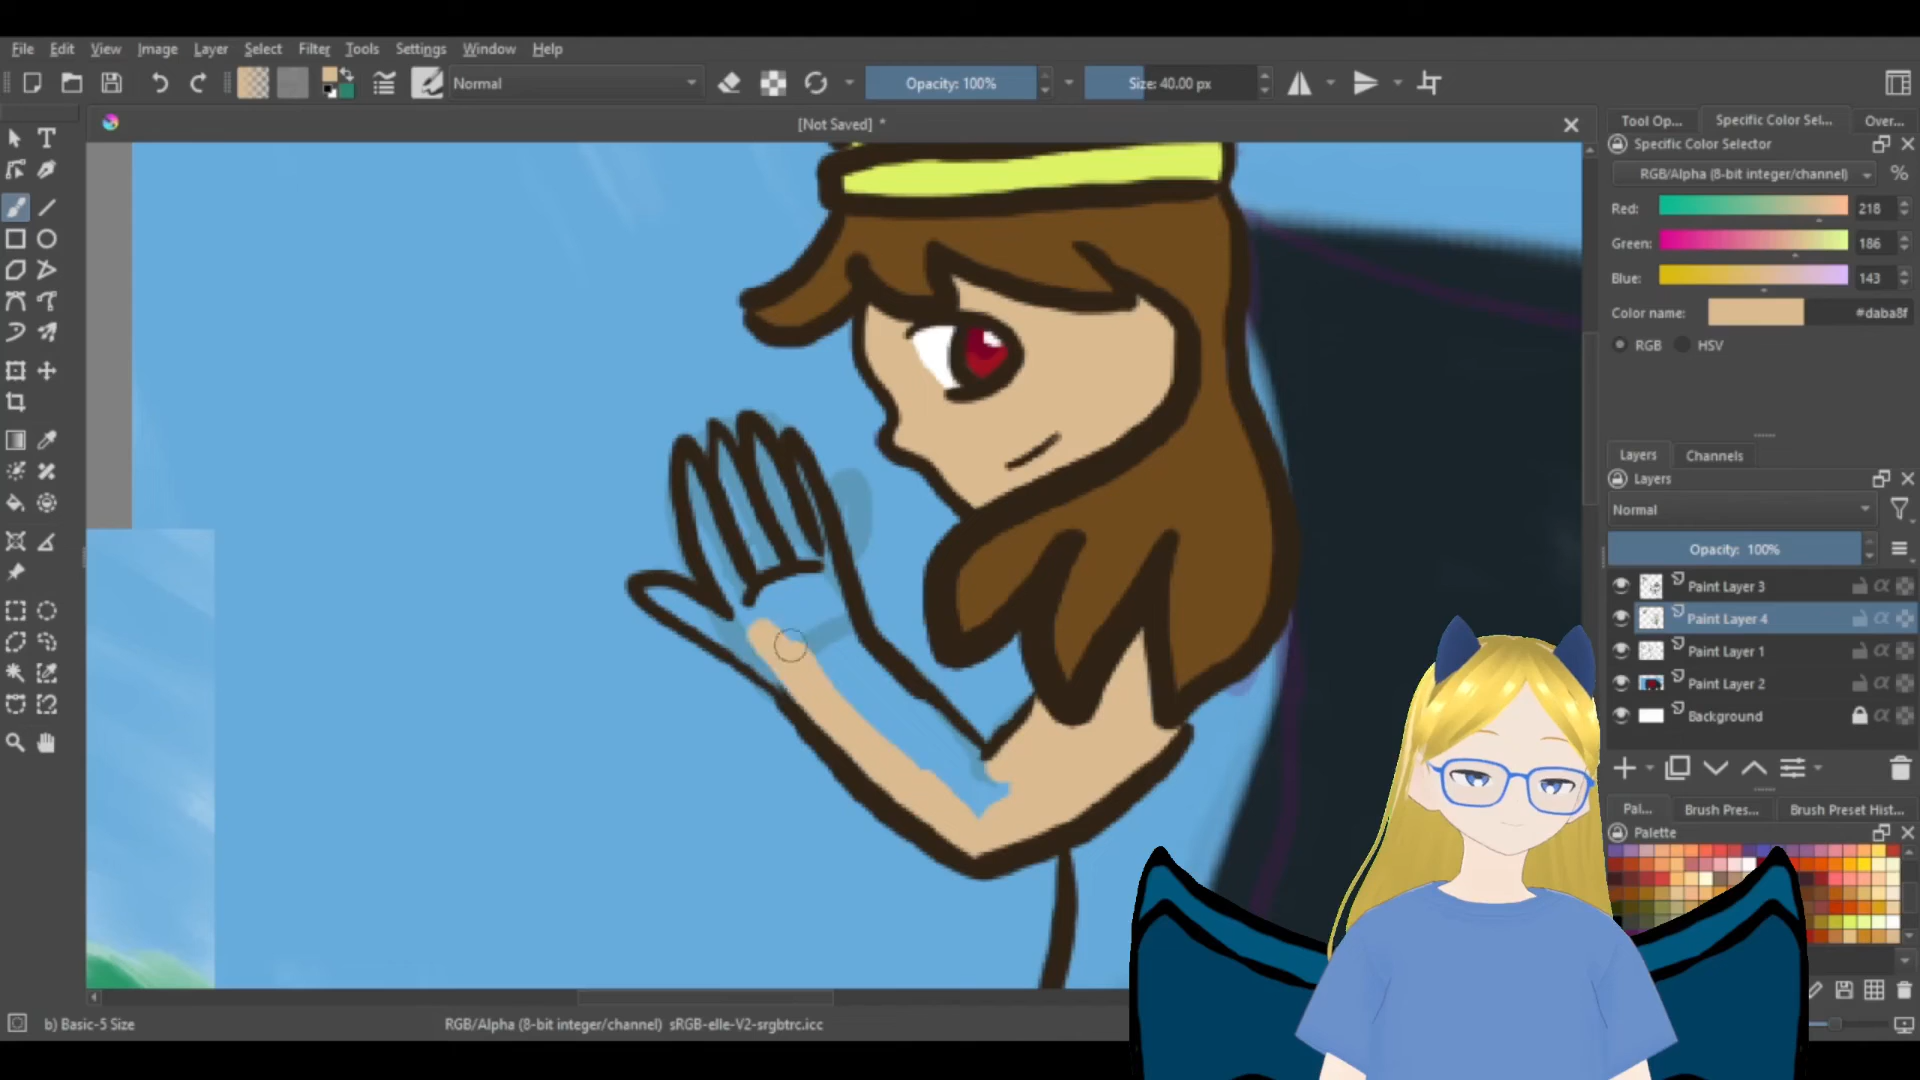 File Edit View Image Layer Select Filter Tools Settings Window Help
Normal
Opacity: 100%
Size: 40.00 px
[Not Saved] *
Tool Op... Specific Color Sel... Over...
Specific Color Selector
RGB/Alpha (8-bit integer/channel) %
Red: 218
Green: 186
Blue: 143
Color name: #daba8f
RGB HSV
Layers Channels
Layers
Normal
Opacity: 100%
Paint Layer 3
Paint Layer 4
Paint Layer 1
Paint Layer 2
Background
Pal... Brush Pres... Brush Preset Hist...
Palette
b) Basic-5 Size
RGB/Alpha (8-bit integer/channel) sRGB-elle-V2-srgbtrc.icc